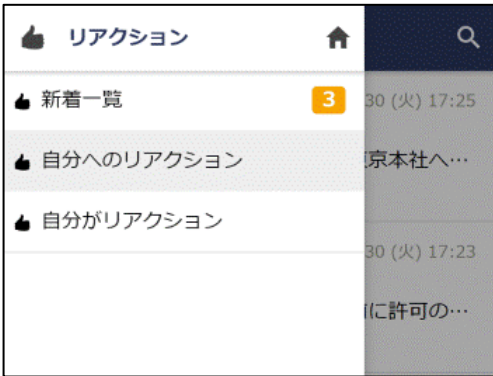 リアクション
新着一覧 3
30 (火) 17:25
自分へのリアクション
京本社へ…
自分がリアクション
30 (火) 17:23
に許可の…